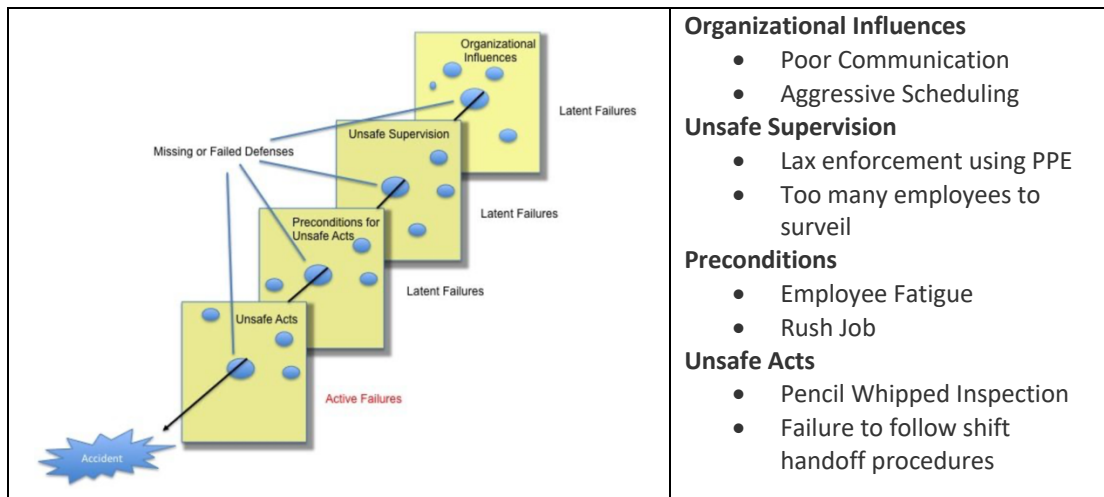 Organizational
Influences
Latent Failures
Unsafe Supervision
Missing or Failed Defenses
Latent Failures
Preconditions for
Unsafe Acts
Latent Failures
Unsafe Acts
Active Failures
Accident
Organizational Influences
• Poor Communication
• Aggressive Scheduling
Unsafe Supervision
• Lax enforcement using PPE
• Too many employees to
surveil
Preconditions
• Employee Fatigue
• Rush Job
Unsafe Acts
• Pencil Whipped Inspection
• Failure to follow shift
handoff procedures